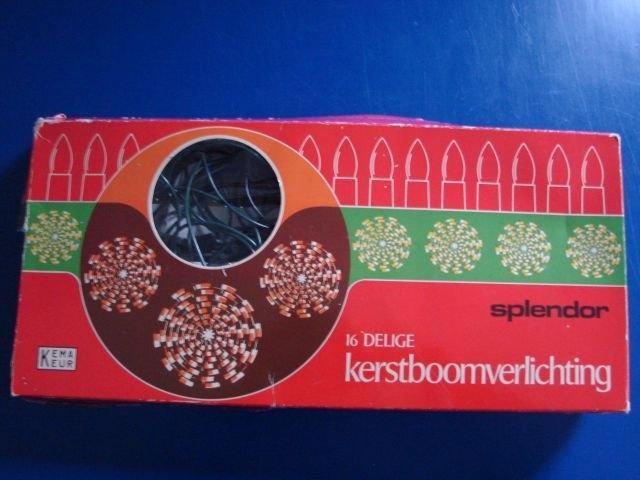 splendor
16 DELIGE
kerstboomverlichting
KEMA
KEUR